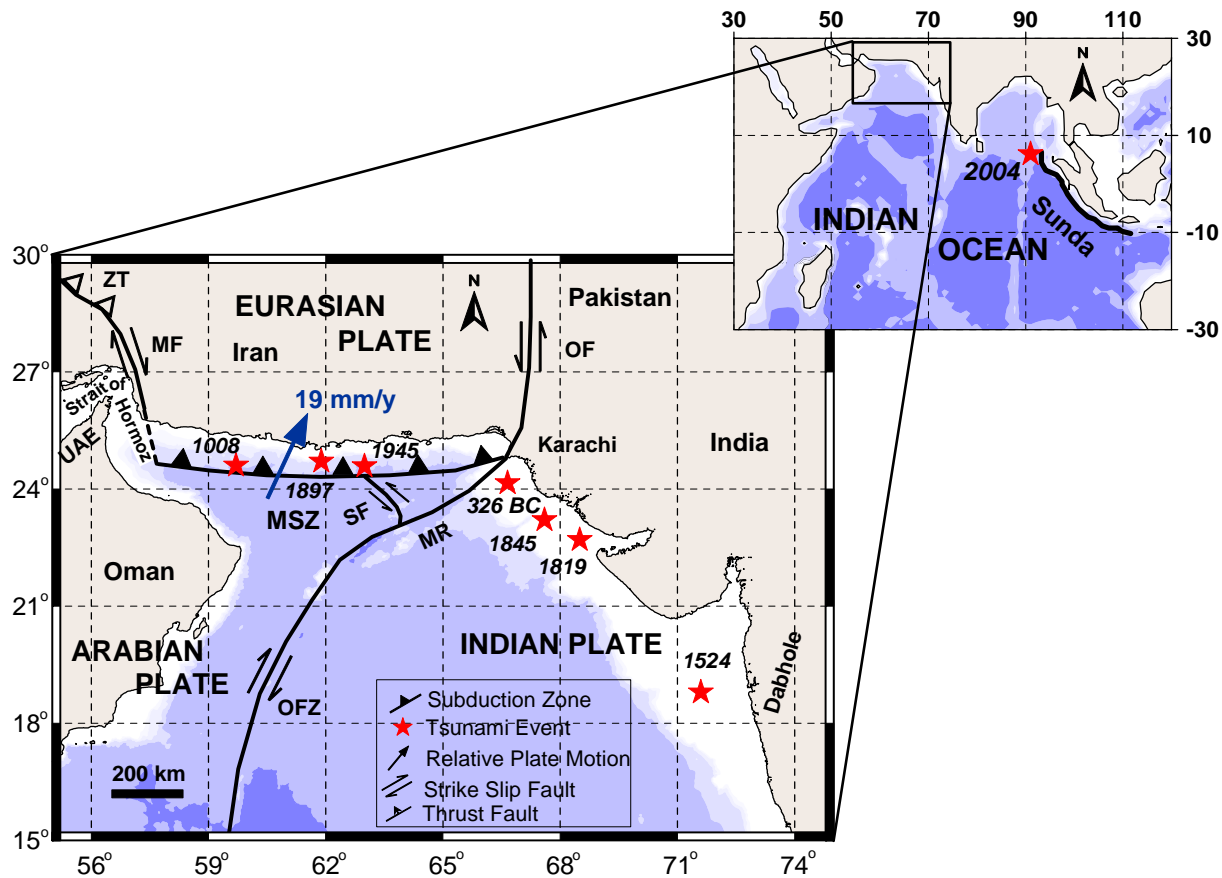 30 50 70 90 110
30
N
10
2004
INDIAN
OCEAN
Sunda
-10
-30
30°
ZT
EURASIAN
PLATE
N
Pakistan
MF
Iran
OF
27°
Strait of
Hormoz
19 mm/y
UAE
1008
1945
Karachi
India
24°
1897
MSZ
SF
326 BC
MR
1845
1819
Oman
21°
ARABIAN
PLATE
INDIAN PLATE
1524
Dabhole
OFZ
Subduction Zone
Tsunami Event
Relative Plate Motion
Strike Slip Fault
Thrust Fault
18°
200 km
15°
56° 59° 62° 65° 68° 71° 74°